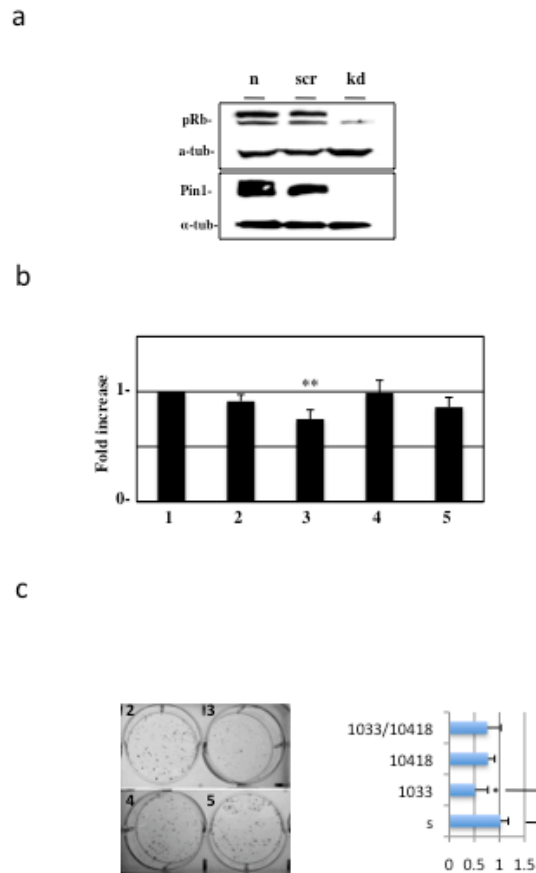 a
n scr kd
pRb-
a-tub-
Pin1-
α-tub-
b
**
1-
Fold increase
0-
1 2 3 4 5
c
2 3
4 5
1033/10418
10418
1033 *
s
0 0.5 1 1.5